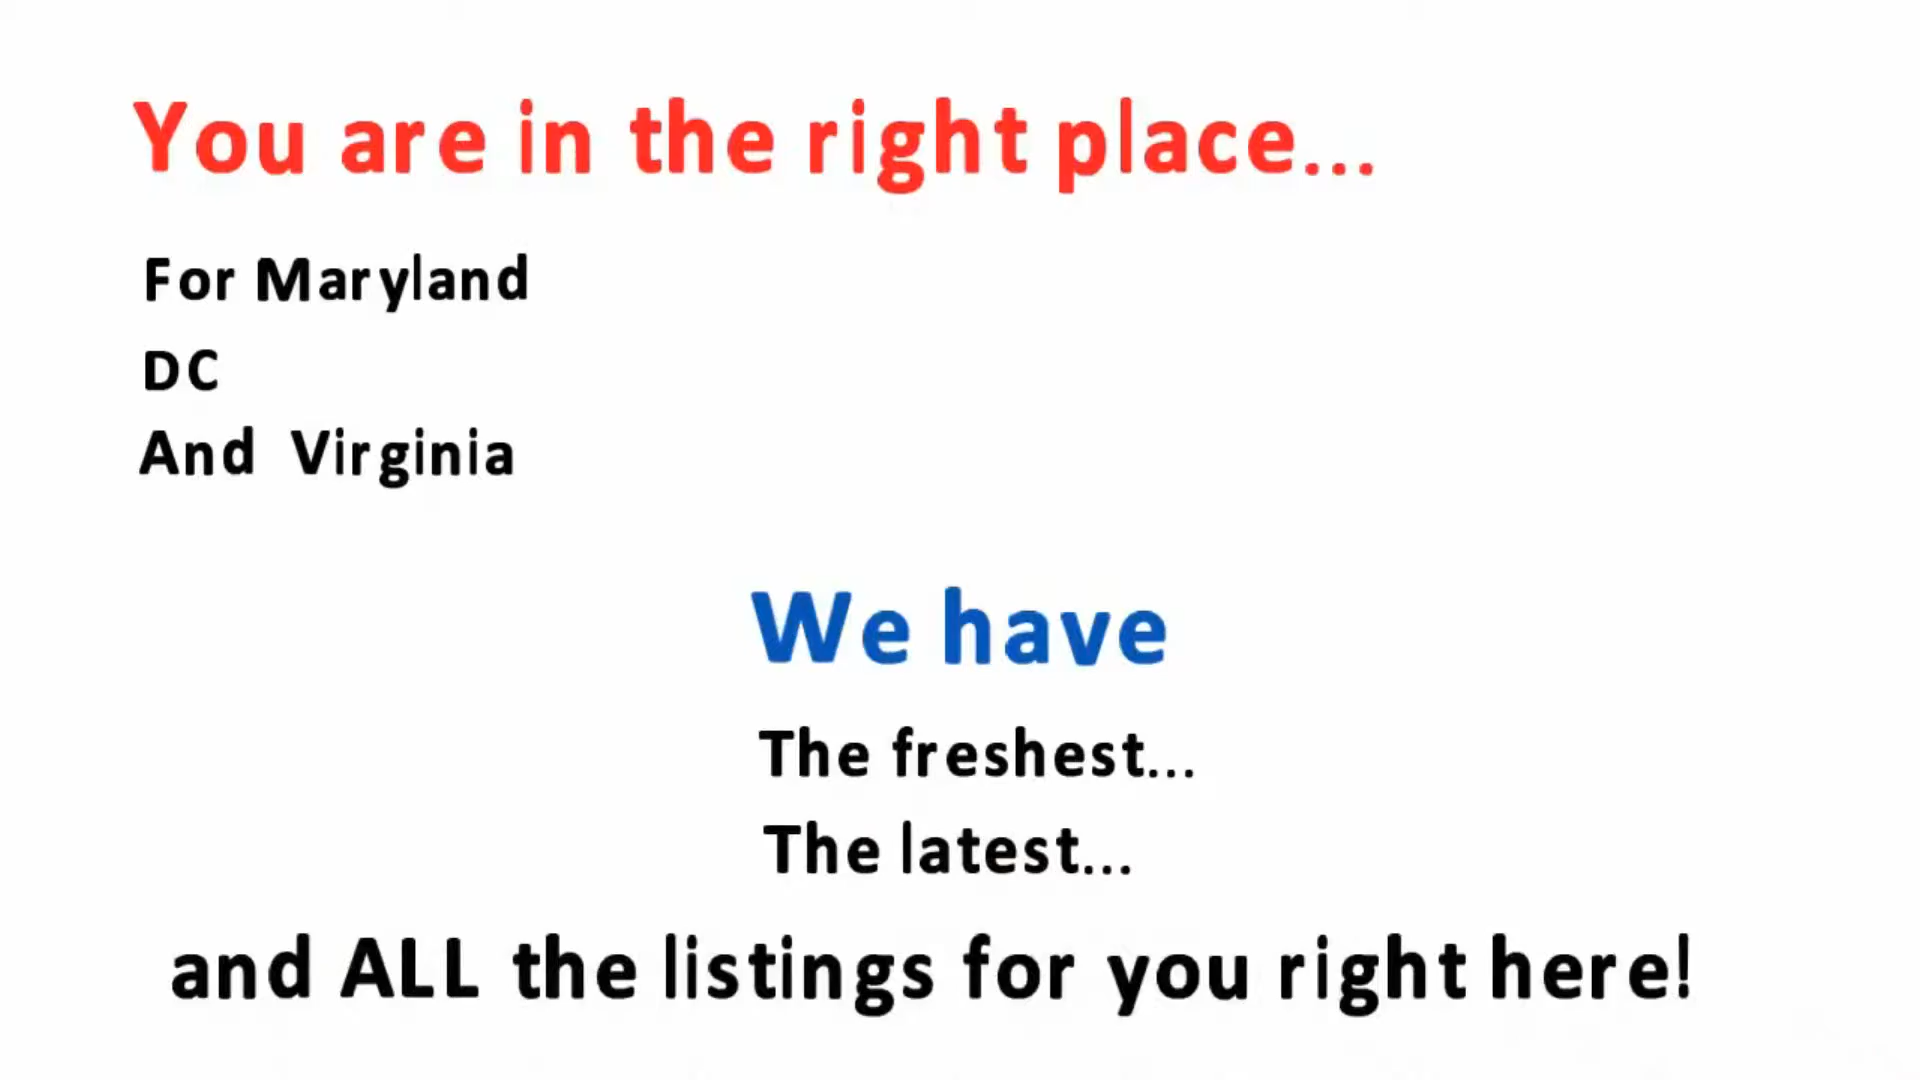 You are in the right place...
For Maryland
DC
And Virginia
We have
The freshest...
The latest...
and ALL the listings for you right here!